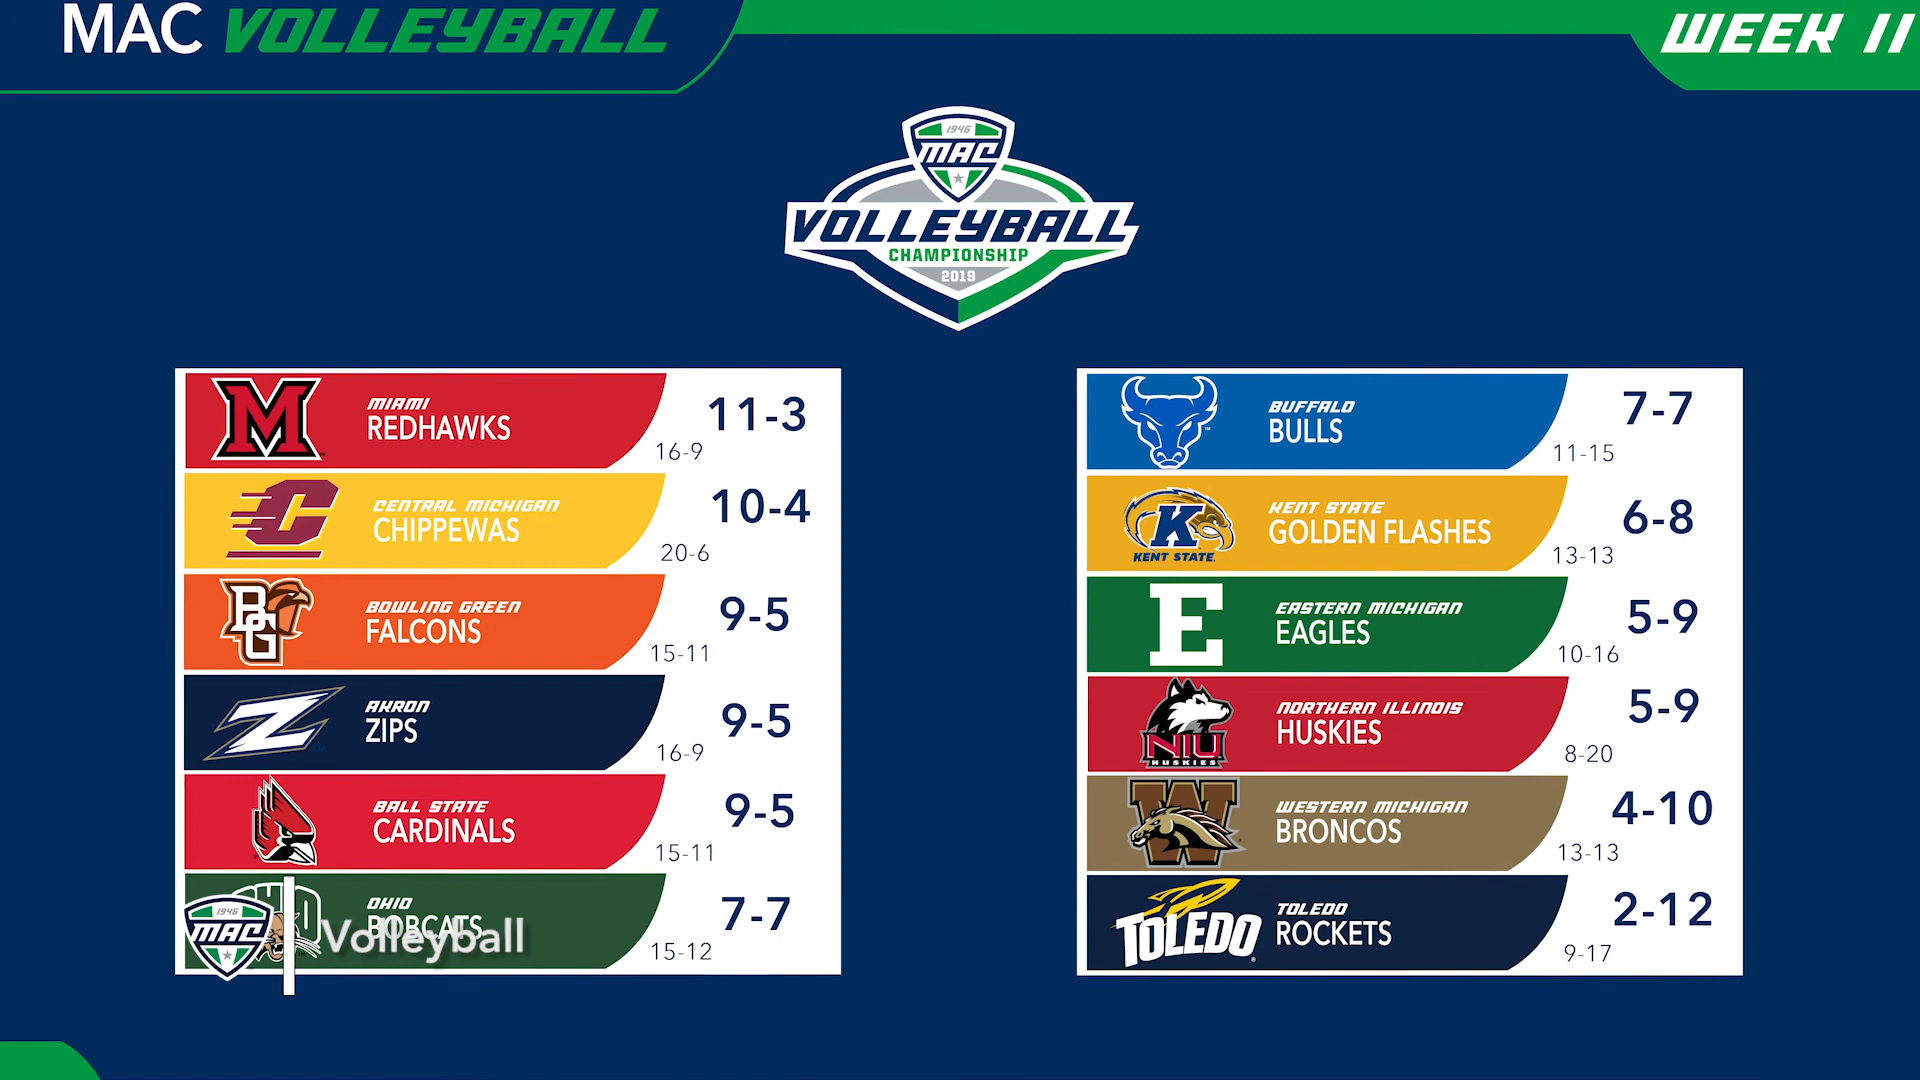 MAC VOLLEYBALL
WEEK 11
1946
MAC
VOLLEYBALL
CHAMPIONSHIP
2019
MIAMI
REDHAWKS
16-9
11-3
CENTRAL MICHIGAN
CHIPPEWAS
20-6
10-4
BG
BOWLING GREEN
FALCONS
15-11
9-5
AKRON
ZIPS
16-9
9-5
BALL STATE
CARDINALS
15-11
9-5
OHIO
BOBCATS
15-12
7-7
1946
MAC
Volleyball
BUFFALO
BULLS
11-15
7-7
K
KENT STATE
KENT STATE
GOLDEN FLASHES
13-13
6-8
E
EASTERN MICHIGAN
EAGLES
10-16
5-9
NIU
HUSKIES
NORTHERN ILLINOIS
HUSKIES
8-20
5-9
W
WESTERN MICHIGAN
BRONCOS
13-13
4-10
TOLEDO
TOLEDO
ROCKETS
9-17
2-12